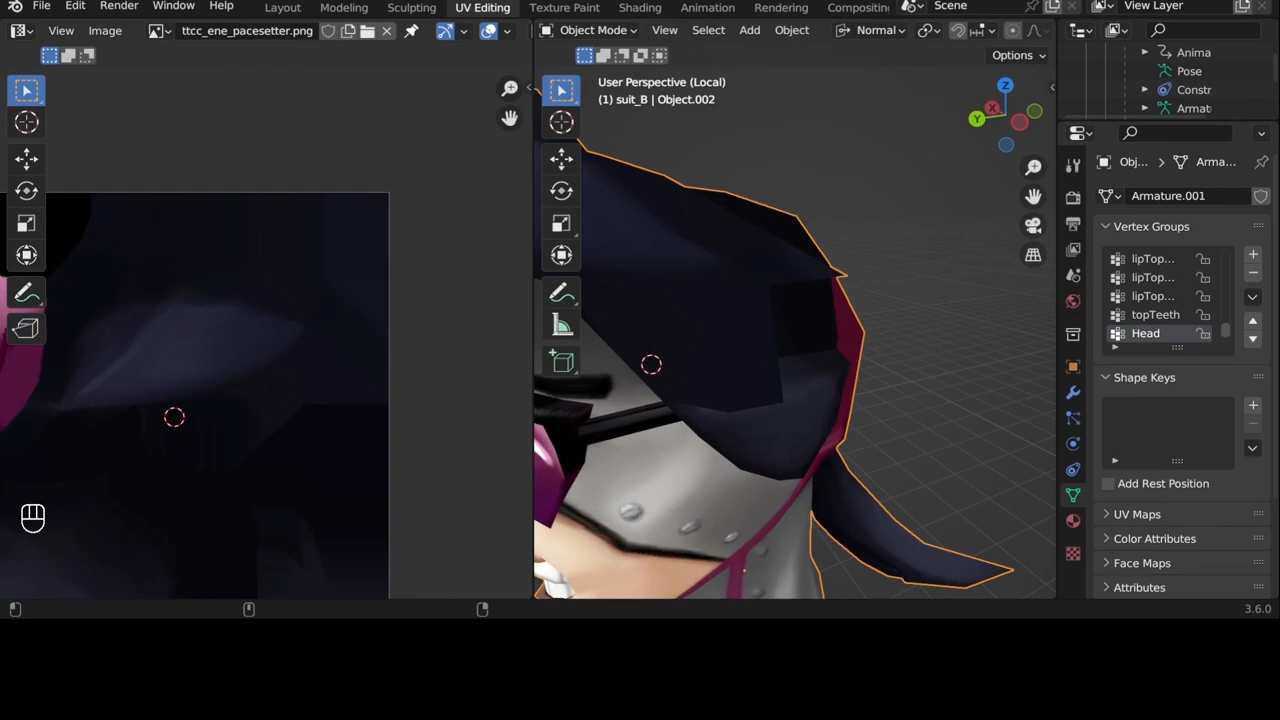 File Edit Render Window Help Layout Modeling Sculpting UV Editing Texture Paint Shading Animation Rendering Compositing Scene View Layer
View Image ttcc_ene_pacesetter.png Object Mode View Select Add Object Normal
Options
User Perspective (Local)
(1) suit_B | Object.002
Z
X
Y
Anima
Pose
Constr
Armat
Obj... Arma...
Armature.001
Vertex Groups
lipTop...
lipTop...
lipTop...
topTeeth
Head
Shape Keys
Add Rest Position
UV Maps
Color Attributes
Face Maps
Attributes
3.6.0